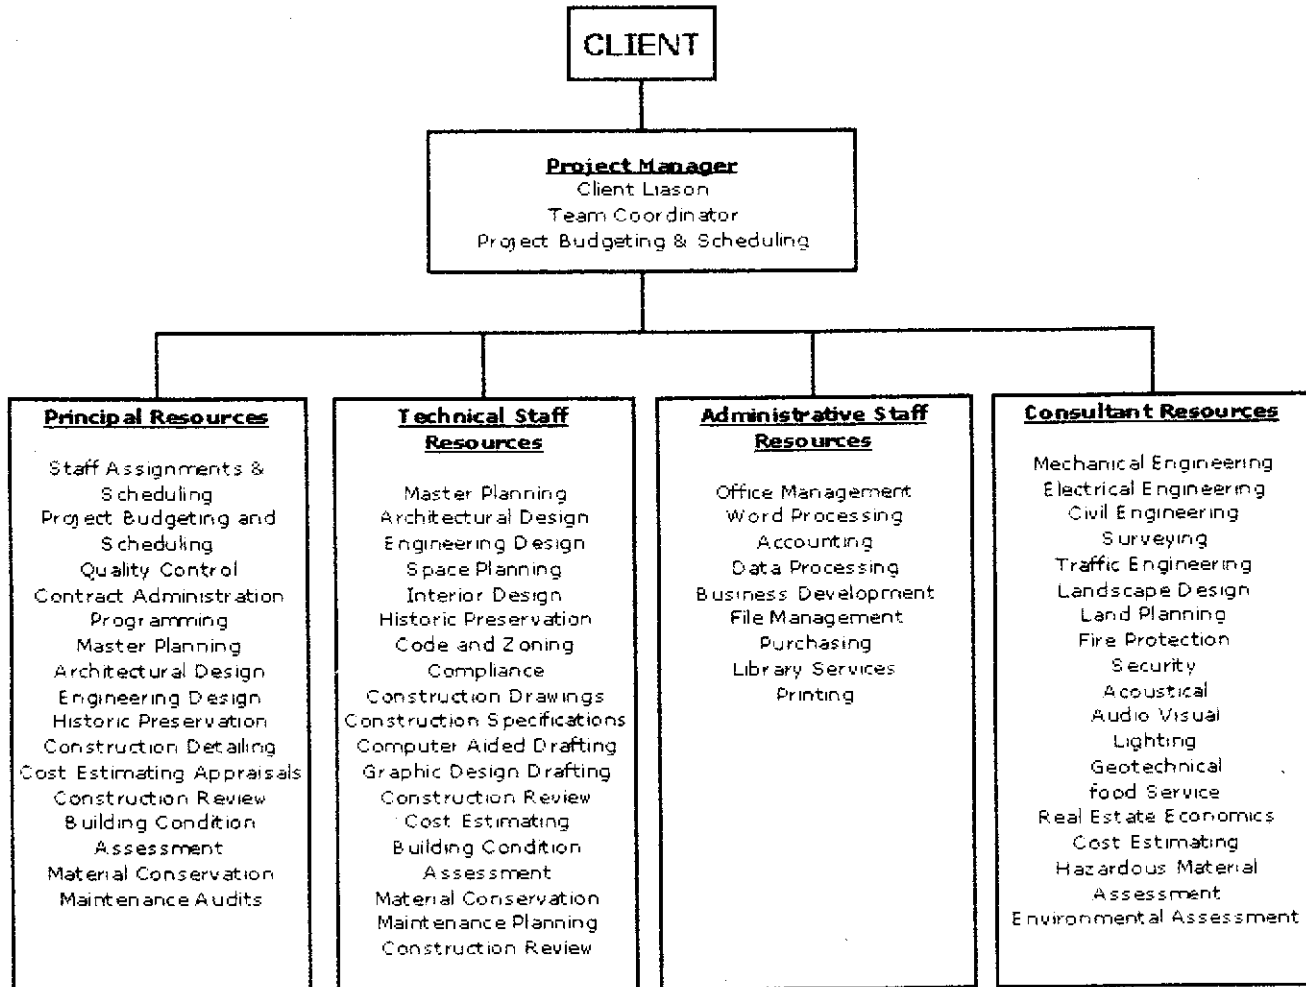 CLIENT
Project Manager
Client Liason
Team Coordinator
Project Budgeting & Scheduling
Principal Resources
Staff Assignments &
Scheduling
Project Budgeting and
Scheduling
Quality Control
Contract Administration
Programming
Master Planning
Architectural Design
Engineering Design
Historic Preservation
Construction Detailing
Cost Estimating Appraisals
Construction Review
Building Condition
Assessment
Material Conservation
Maintenance Audits
Technical Staff
Resources
Master Planning
Architectural Design
Engineering Design
Space Planning
Interior Design
Historic Preservation
Code and Zoning
Compliance
Construction Drawings
Construction Specifications
Computer Aided Drafting
Graphic Design Drafting
Construction Review
Cost Estimating
Building Condition
Assessment
Material Conservation
Maintenance Planning
Construction Review
Administrative Staff
Resources
Office Management
Word Processing
Accounting
Data Processing
Business Development
File Management
Purchasing
Library Services
Printing
Consultant Resources
Mechanical Engineering
Electrical Engineering
Civil Engineering
Surveying
Traffic Engineering
Landscape Design
Land Planning
Fire Protection
Security
Acoustical
Audio Visual
Lighting
Geotechnical
food Service
Real Estate Economics
Cost Estimating
Hazardous Material
Assessment
Environmental Assessment